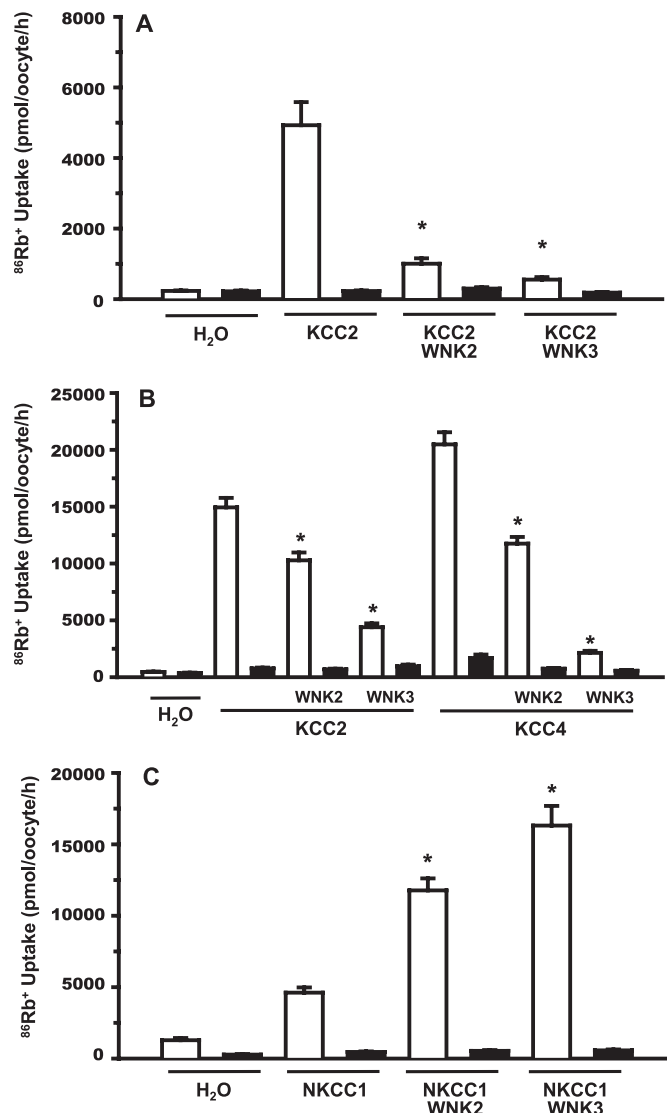 A
⁸⁶Rb⁺ Uptake (pmol/oocyte/h)
8000
6000
4000
2000
0
*
*
H₂O
KCC2
KCC2
WNK2
KCC2
WNK3
B
⁸⁶Rb⁺ Uptake (pmol/oocyte/h)
25000
20000
15000
10000
5000
0
*
*
*
*
WNK2 WNK3 WNK2 WNK3
H₂O
KCC2
KCC4
C
⁸⁶Rb⁺ Uptake (pmol/oocyte/h)
20000
15000
10000
5000
0
*
*
H₂O
NKCC1
NKCC1
WNK2
NKCC1
WNK3